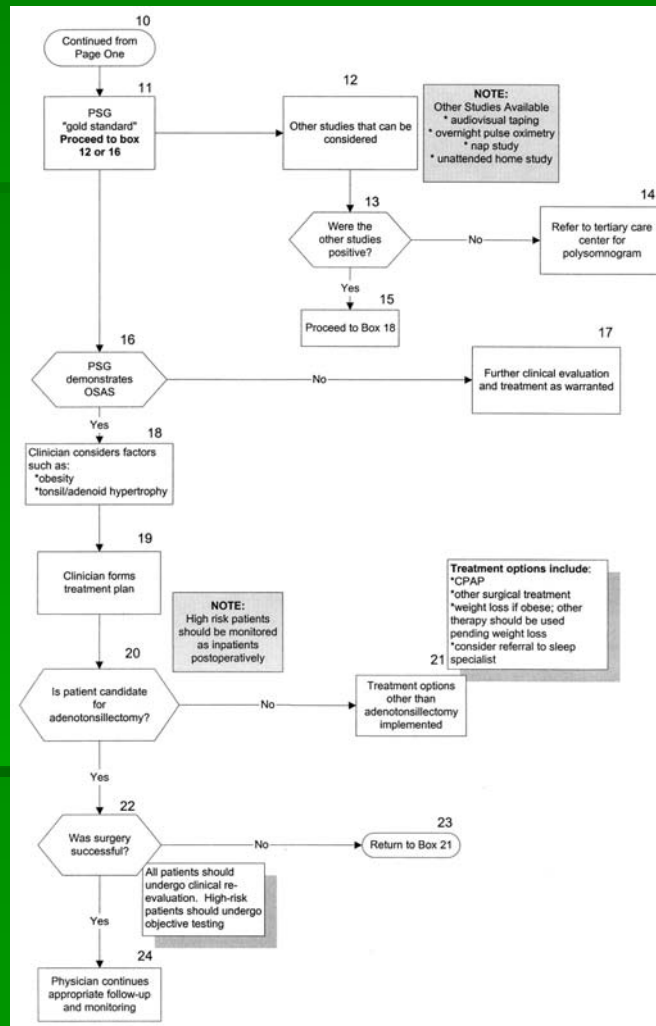 10
Continued from
Page One
11
PSG
"gold standard"
Proceed to box
12 or 16
12
Other studies that can be
considered
NOTE:
Other Studies Available
* audiovisual taping
*overnight pulse oximetry
* nap study
* unattended home study
13
Were the
other studies
positive?
No
14
Refer to tertiary care
center for
polysomnogram
Yes
15
Proceed to Box 18
16
PSG
demonstrates
OSAS
No
17
Further clinical evaluation
and treatment as warranted
Yes
18
Clinician considers factors
such as:
*obesity
*tonsil/adenoid hypertrophy
19
Clinician forms
treatment plan
NOTE:
High risk patients
should be monitored
as inpatients
postoperatively
Treatment options include:
*CPAP
*other surgical treatment
*weight loss if obese; other
therapy should be used
pending weight loss
*consider referral to sleep
specialist
20
Is patient candidate
for
adenotonsillectomy?
No
21
Treatment options
other than
adenotonsillectomy
implemented
Yes
22
Was surgery
successful?
No
23
Return to Box 21
All patients should
undergo clinical re-
evaluation. High-risk
patients should undergo
objective testing
Yes
24
Physician continues
appropriate follow-up
and monitoring